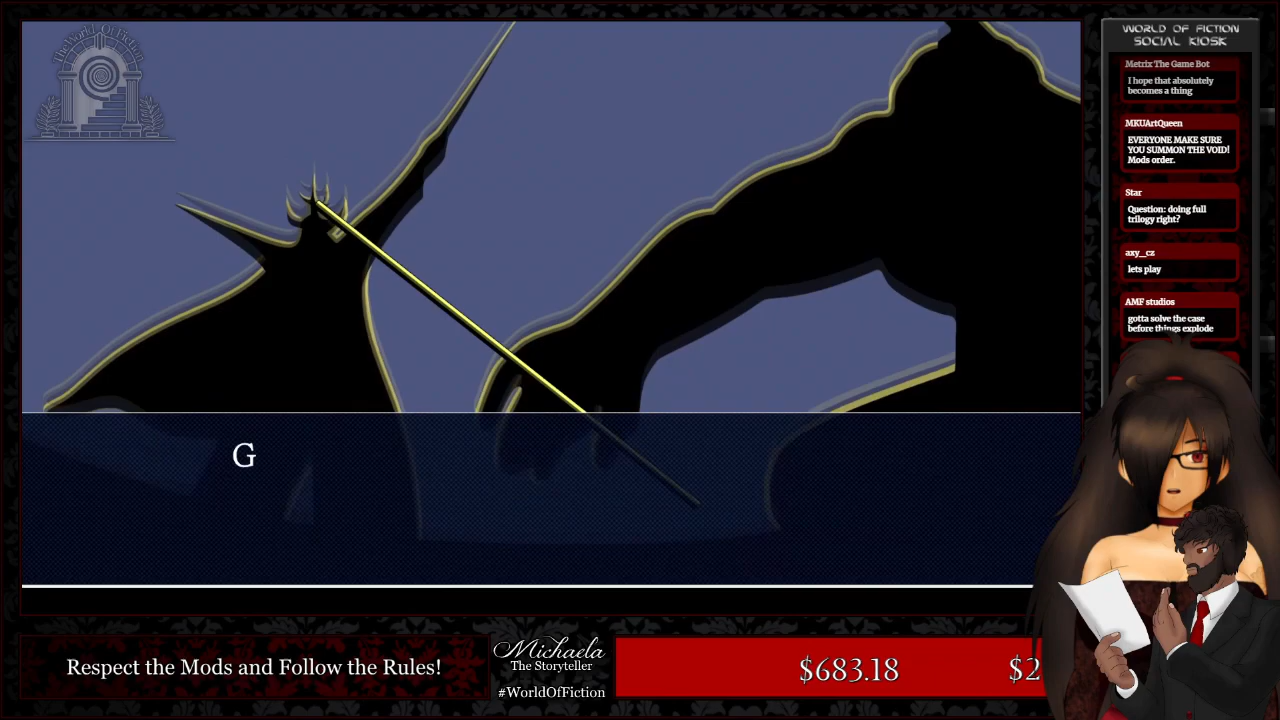 The World Of Fiction
G
WORLD OF FICTION
SOCIAL KIOSK
Metrix The Game Bot
I hope that absolutely
becomes a thing
MKUArtQueen
EVERYONE MAKE SURE
YOU SUMMON THE VOID!
Mods order.
Star
Question: doing full
trilogy right?
axy_cz
lets play
AMF studios
gotta solve the case
before things explode
Respect the Mods and Follow the Rules!
Michaela
The Storyteller
#WorldOfFiction
$683.18
$2